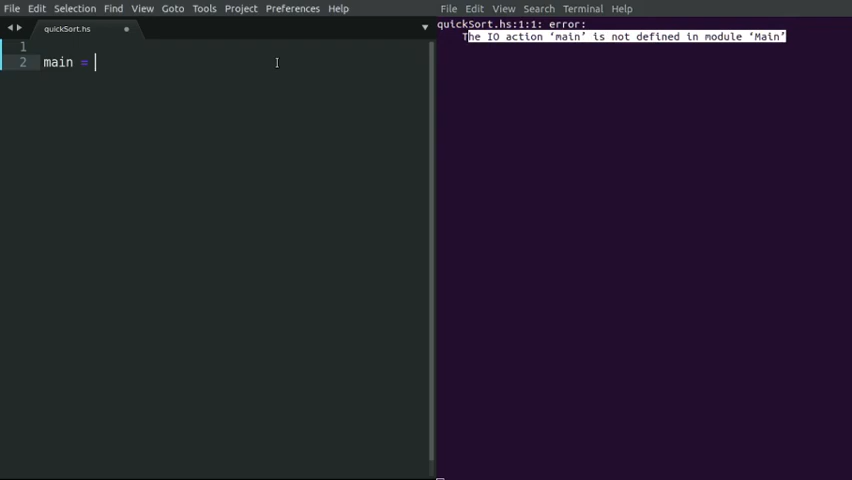 File Edit Selection Find View Goto Tools Project Preferences Help
quickSort.hs
1
2 main =
File Edit View Search Terminal Help
quickSort.hs:1:1: error:
The IO action ‘main’ is not defined in module ‘Main’